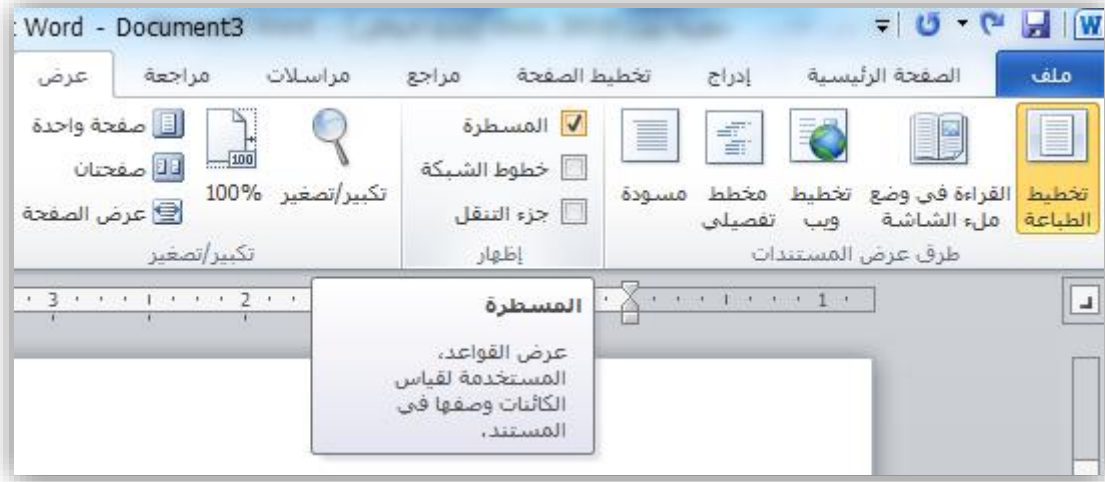 : Word - Document3
ملف
الصفحة الرئيسية
إدراج
تخطيط الصفحة
مراجع
مراسلات
مراجعة
عرض
تخطيط
الطباعة
القراءة في وضع
ملء الشاشة
تخطيط
ويب
مخطط
تفصيلي
مسودة
طرق عرض المستندات
المسطرة
خطوط الشبكة
جزء التنقل
إظهار
تكبير/تصغير
100
100%
صفحة واحدة
صفحتان
عرض الصفحة
تكبير/تصغير
3 2 1
المسطرة
عرض القواعد،
المستخدمة لقياس
الكائنات وصفها في
المستند.